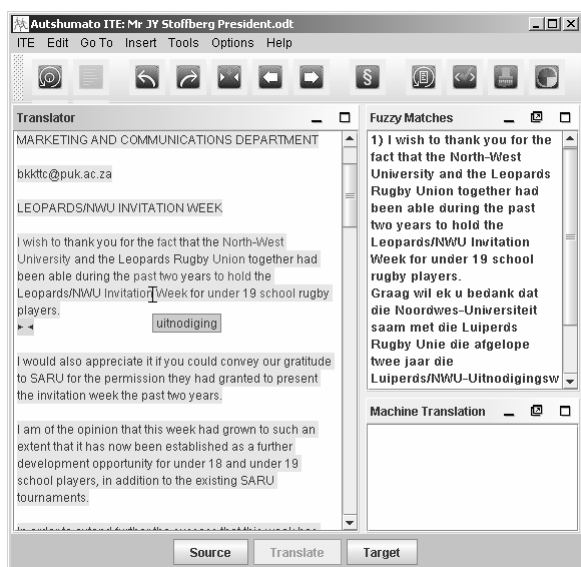 Autshumato ITE: Mr JY Stoffberg President.odt
ITE Edit Go To Insert Tools Options Help
Translator
MARKETING AND COMMUNICATIONS DEPARTMENT
bkkttc@puk.ac.za
LEOPARDS/NWU INVITATION WEEK
I wish to thank you for the fact that the North-West
University and the Leopards Rugby Union together had
been able during the past two years to hold the
Leopards/NWU Invitation Week for under 19 school rugby
players.
uitnodiging
I would also appreciate it if you could convey our gratitude
to SARU for the permission they had granted to present
the invitation week the past two years.
I am of the opinion that this week had grown to such an
extent that it has now been established as a further
development opportunity for under 18 and under 19
school players, in addition to the existing SARU
tournaments.
Fuzzy Matches
1) I wish to thank you for the
fact that the North-West
University and the Leopards
Rugby Union together had
been able during the past
two years to hold the
Leopards/NWU Invitation
Week for under 19 school
rugby players.
Graag wil ek u bedank dat
die Noordwes-Universiteit
saam met die Luiperds
Rugby Unie die afgelope
twee jaar die
Luiperds/NWU-Uitnodigingsw
Machine Translation
Source Translate Target